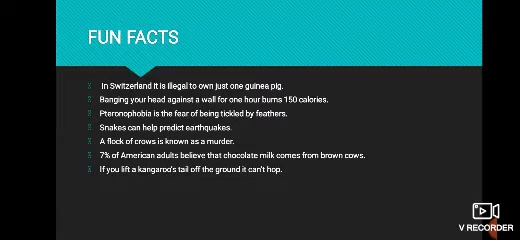 FUN FACTS
In Switzerland it is illegal to own just one guinea pig.
Banging your head against a wall for one hour burns 150 calories.
Pteronophobia is the fear of being tickled by feathers.
Snakes can help predict earthquakes.
A flock of crows is known as a murder.
7% of American adults believe that chocolate milk comes from brown cows.
If you lift a kangaroo's tail off the ground it can't hop.
V RECORDER